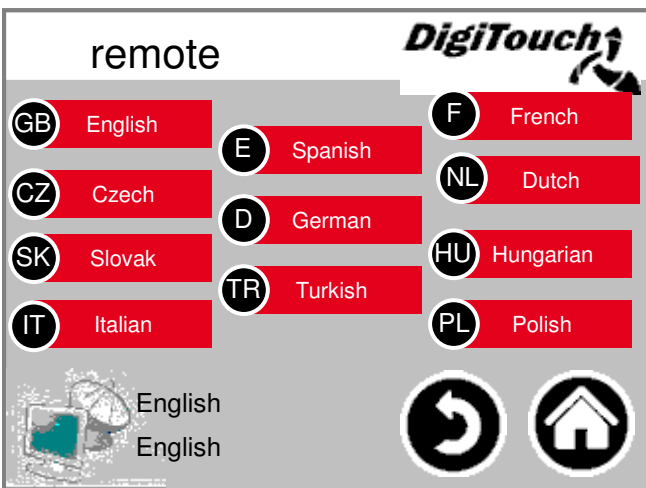 remote
DigiTouch
GB English
CZ Czech
SK Slovak
IT Italian
E Spanish
D German
TR Turkish
F French
NL Dutch
HU Hungarian
PL Polish
English
English